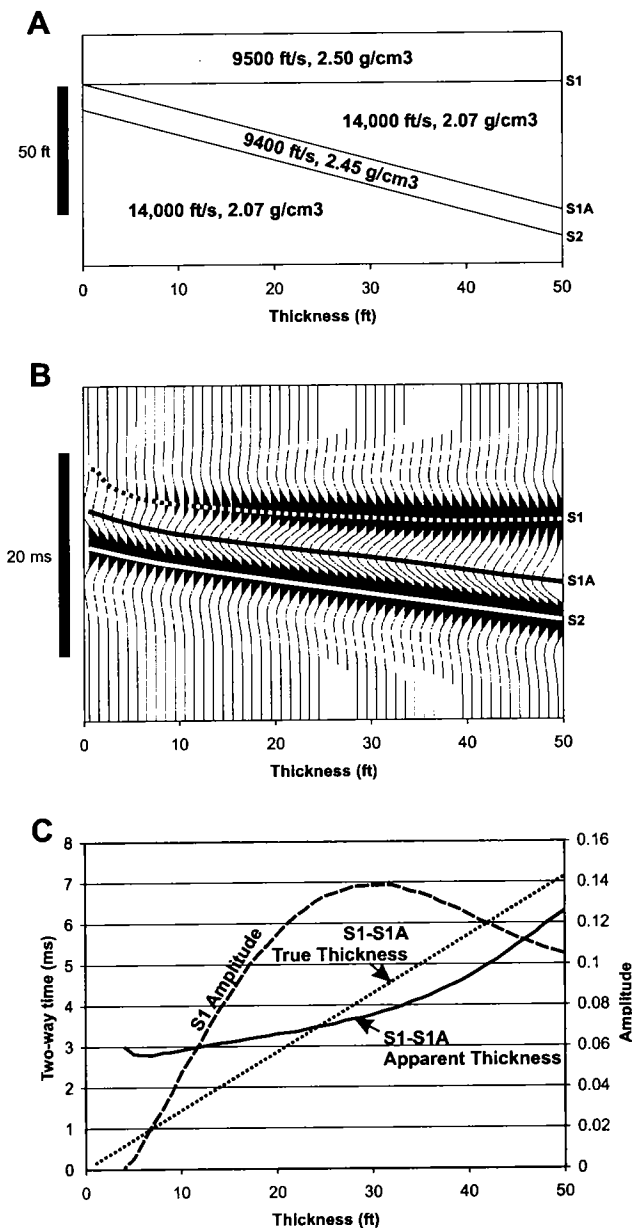 A
9500 ft/s, 2.50 g/cm3
S1
14,000 ft/s, 2.07 g/cm3
50 ft
9400 ft/s, 2.45 g/cm3
14,000 ft/s, 2.07 g/cm3
S1A
S2
0 10 20 30 40 50
Thickness (ft)
B
S1
20 ms
S1A
S2
0 10 20 30 40 50
Thickness (ft)
C
8 0.16
7 0.14
6 0.12
5 0.1
4 0.08
3 0.06
2 0.04
1 0.02
0 0
Two-way time (ms)
Amplitude
S1 Amplitude
S1-S1A
True Thickness
S1-S1A
Apparent Thickness
0 10 20 30 40 50
Thickness (ft)